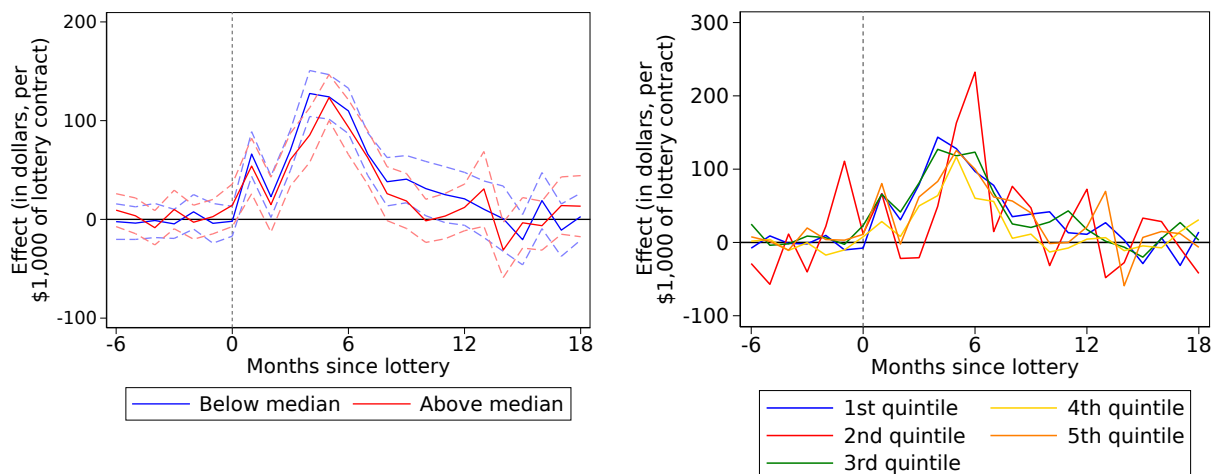 Effect (in dollars, per
$1,000 of lottery contract)
200
100
0
-100
-6
0
6
12
18
Months since lottery
Below median
Above median
Effect (in dollars, per
$1,000 of lottery contract)
300
200
100
0
-100
-6
0
6
12
18
Months since lottery
1st quintile
4th quintile
2nd quintile
5th quintile
3rd quintile